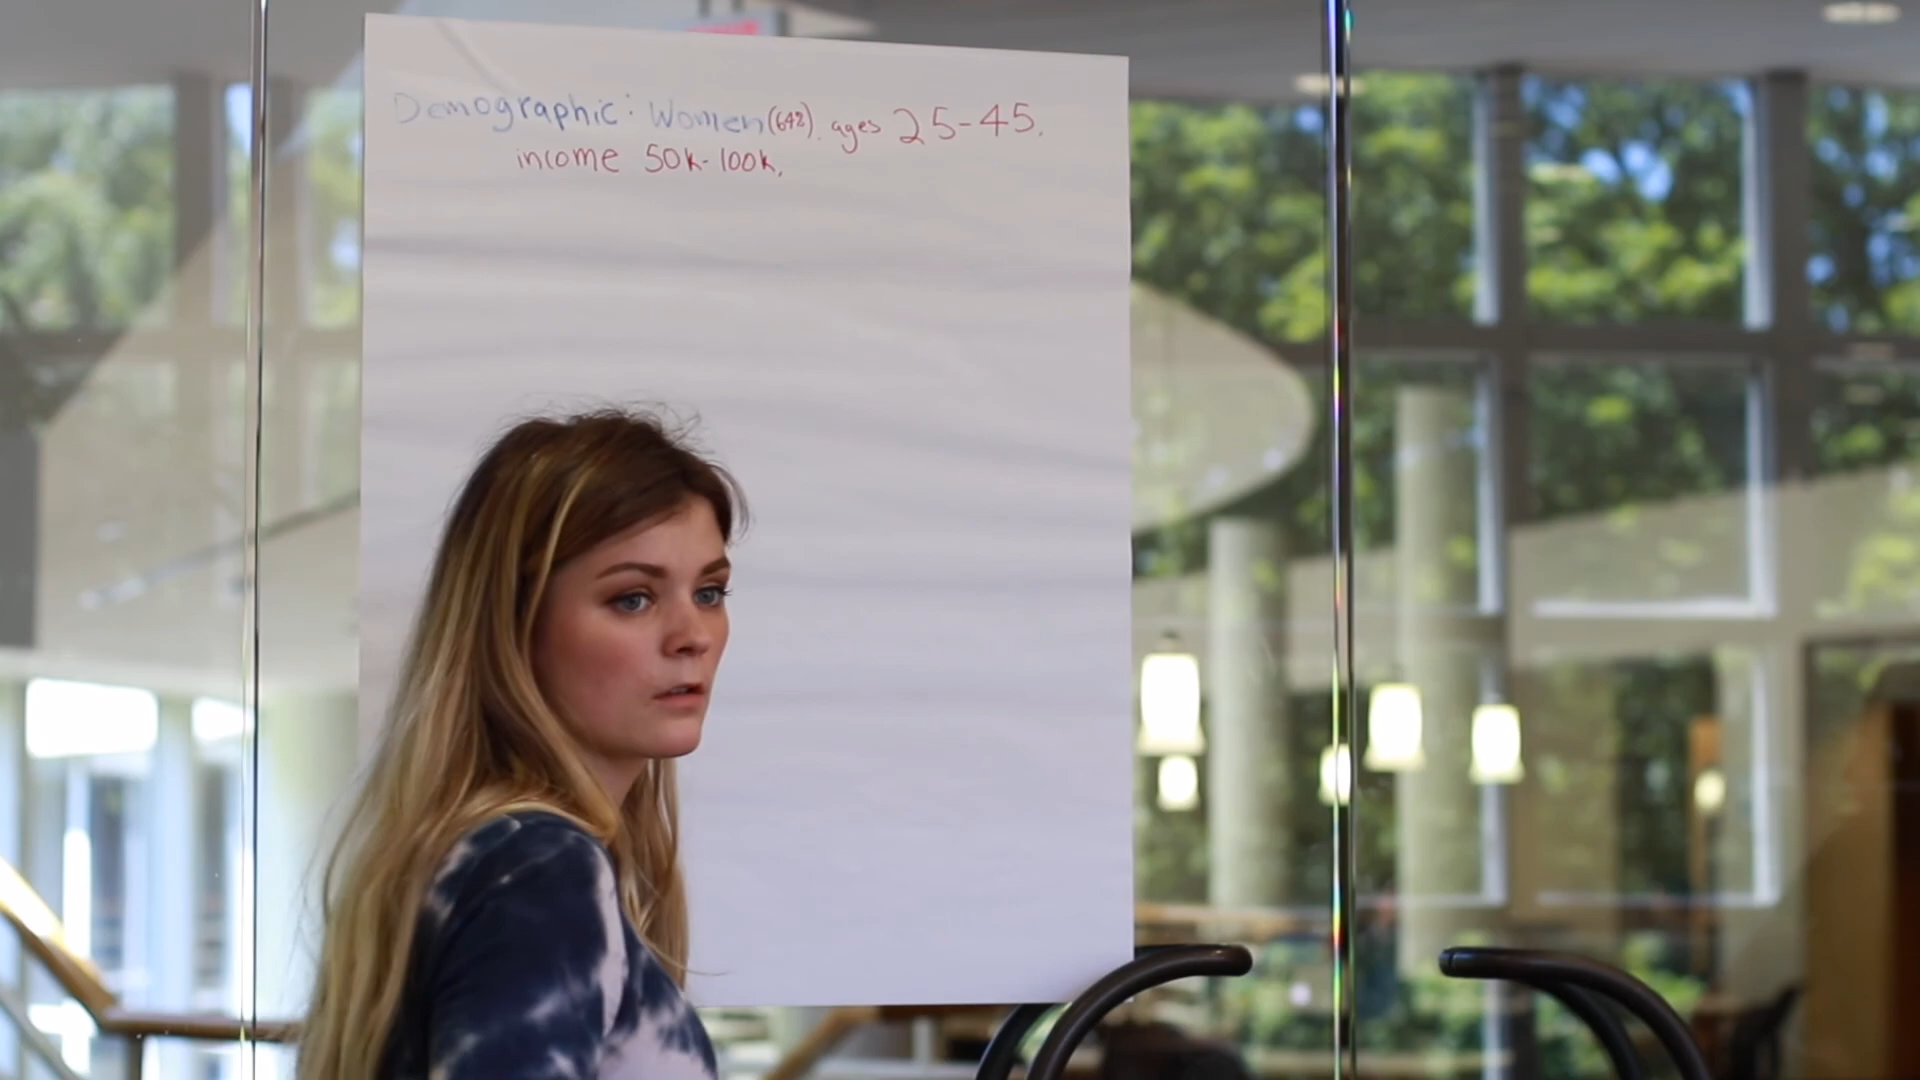 Demographic: Women (64%), ages 25-45,
income 50k-100k,